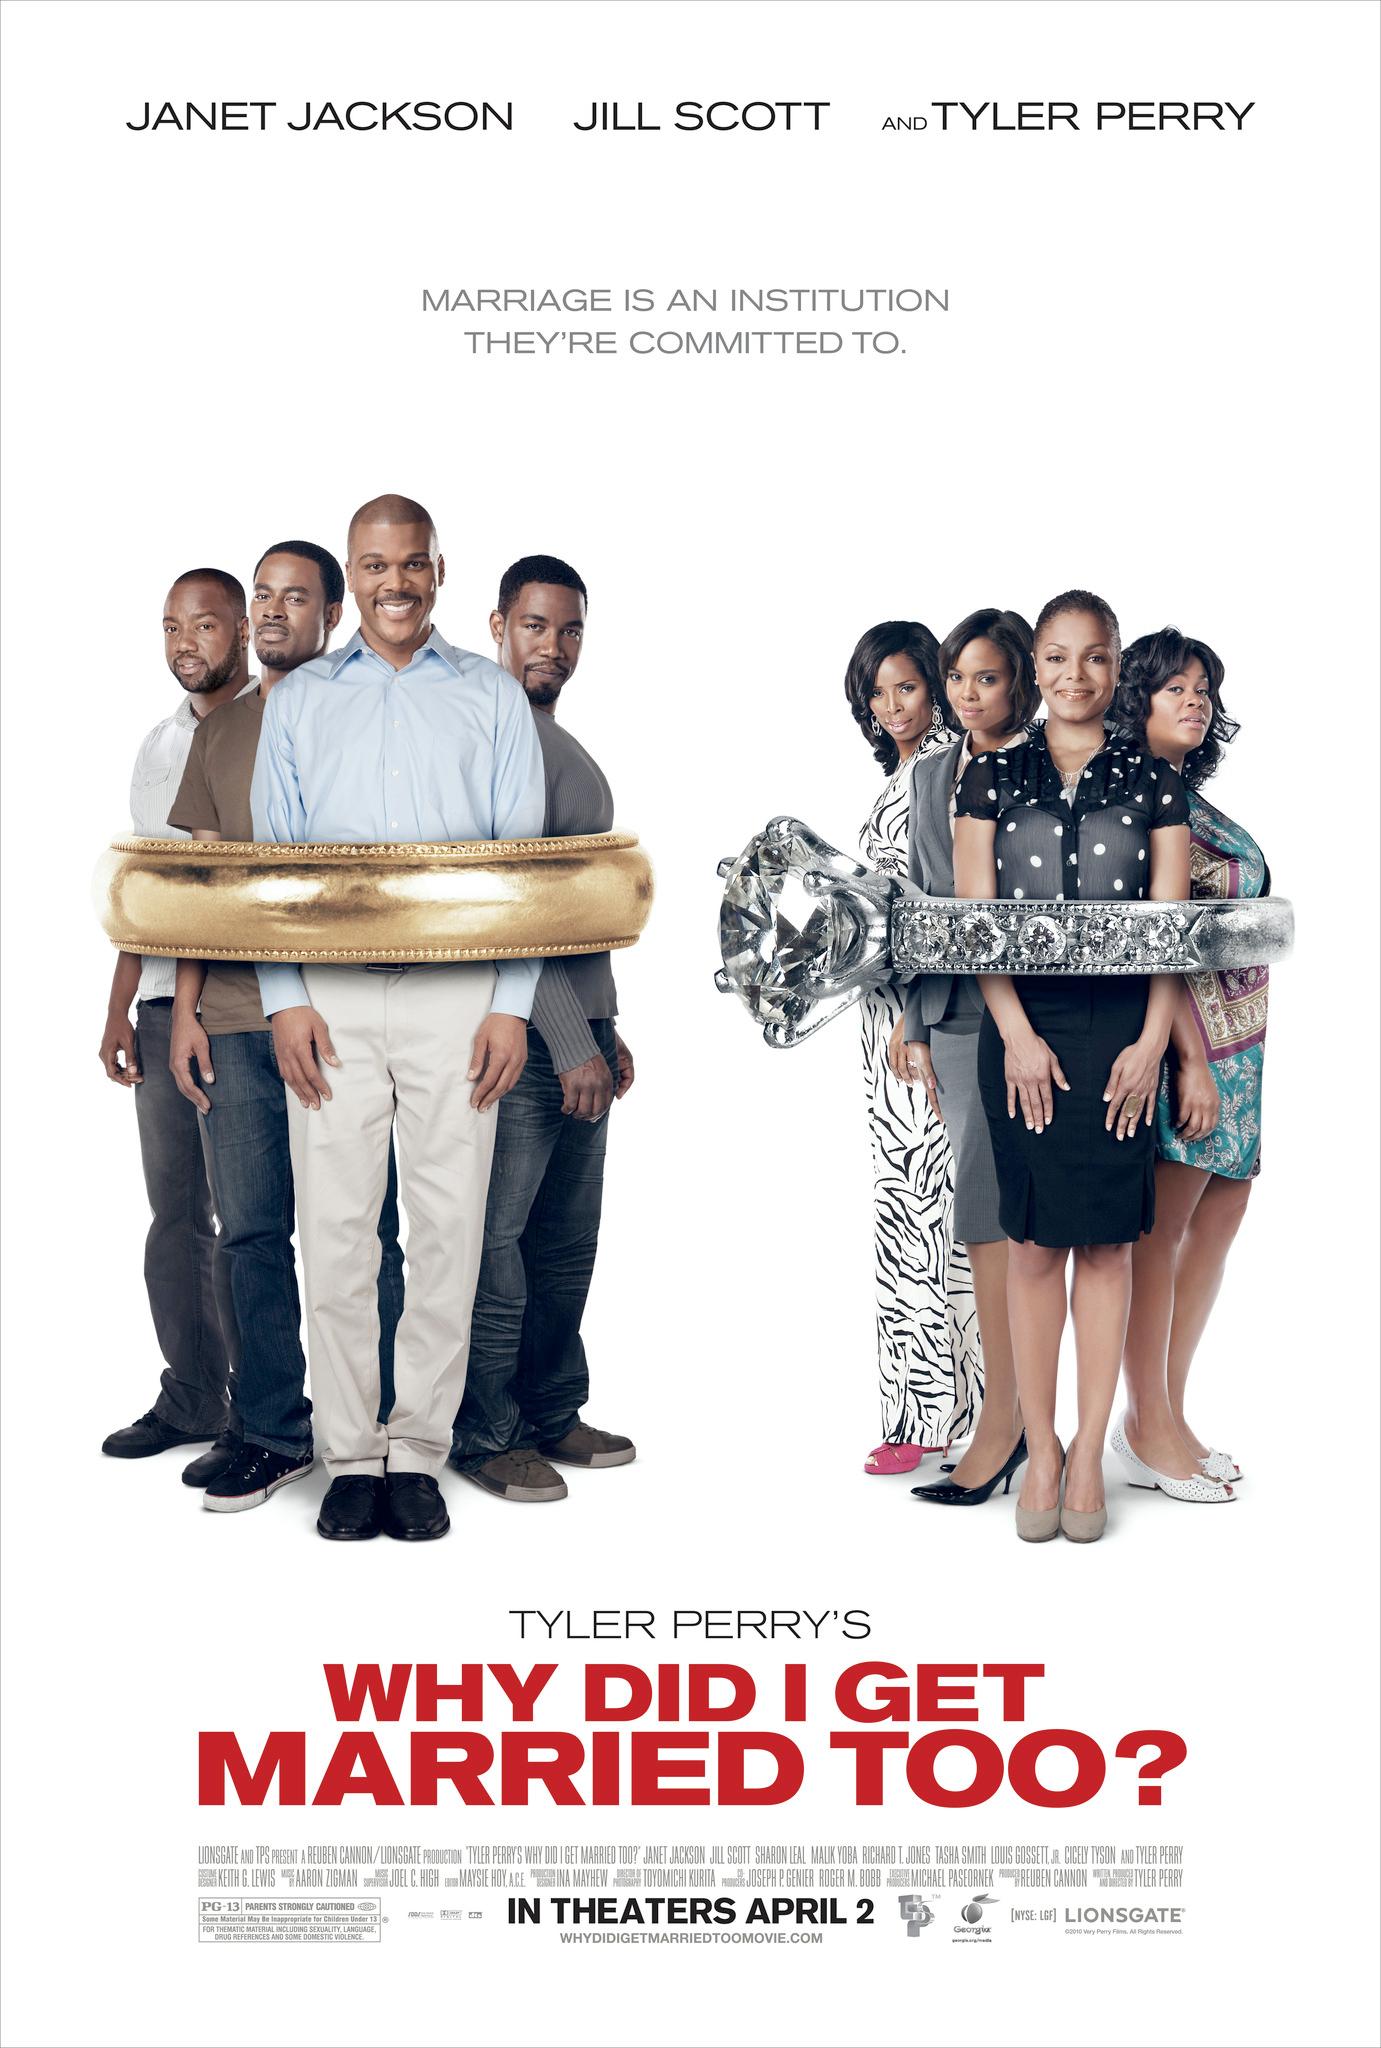 JANET JACKSON JILL SCOTT AND TYLER PERRY
MARRIAGE IS AN INSTITUTION
THEY'RE COMMITTED TO.
TYLER PERRY'S
WHY DID I GET
MARRIED TOO?
LIONSGATE AND TPS PRESENT A REUBEN CANNON/LIONSGATE PRODUCTION "TYLER PERRY'S WHY DID I GET MARRIED TOO?" JANET JACKSON JILL SCOTT SHARON LEAL MALIK YOBA RICHARD T. JONES TASHA SMITH LOUIS GOSSETT, JR. CICELY TYSON AND TYLER PERRY
COSTUME DESIGNER KEITH G. LEWIS MUSIC BY AARON ZIGMAN MUSIC SUPERVISOR JOEL C. HIGH EDITOR MAYSIE HOY, A.C.E. PRODUCTION DESIGNER INA MAYHEW DIRECTOR OF PHOTOGRAPHY TOYOMICHI KURITA CO-PRODUCERS JOSEPH P. GENIER ROGER M. BOBB EXECUTIVE PRODUCERS MICHAEL PASEORNEK PRODUCED BY REUBEN CANNON WRITTEN, PRODUCED AND DIRECTED BY TYLER PERRY
PG-13 PARENTS STRONGLY CAUTIONED
Some Material May Be Inappropriate for Children Under 13
FOR THEMATIC MATERIAL INCLUDING SEXUALITY, LANGUAGE,
DRUG REFERENCES AND SOME DOMESTIC VIOLENCE.
dts
IN THEATERS APRIL 2
WHYDIDIGETMARRIEDTOOMOVIE.COM
TPS™
Georgia
georgia.org/media
[NYSE: LGF] LIONSGATE®
©2010 Very Perry Films. All Rights Reserved.